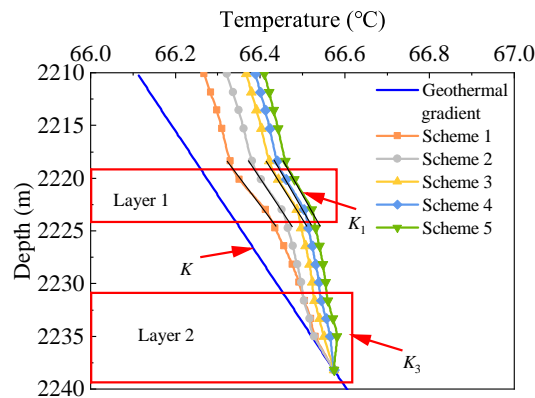 Temperature (℃)
66.0 66.2 66.4 66.6 66.8 67.0
Depth (m)
2210
2215
2220
2225
2230
2235
2240
Geothermal
gradient
Scheme 1
Scheme 2
Scheme 3
Scheme 4
Scheme 5
Layer 1
K₁
K
Layer 2
K₃